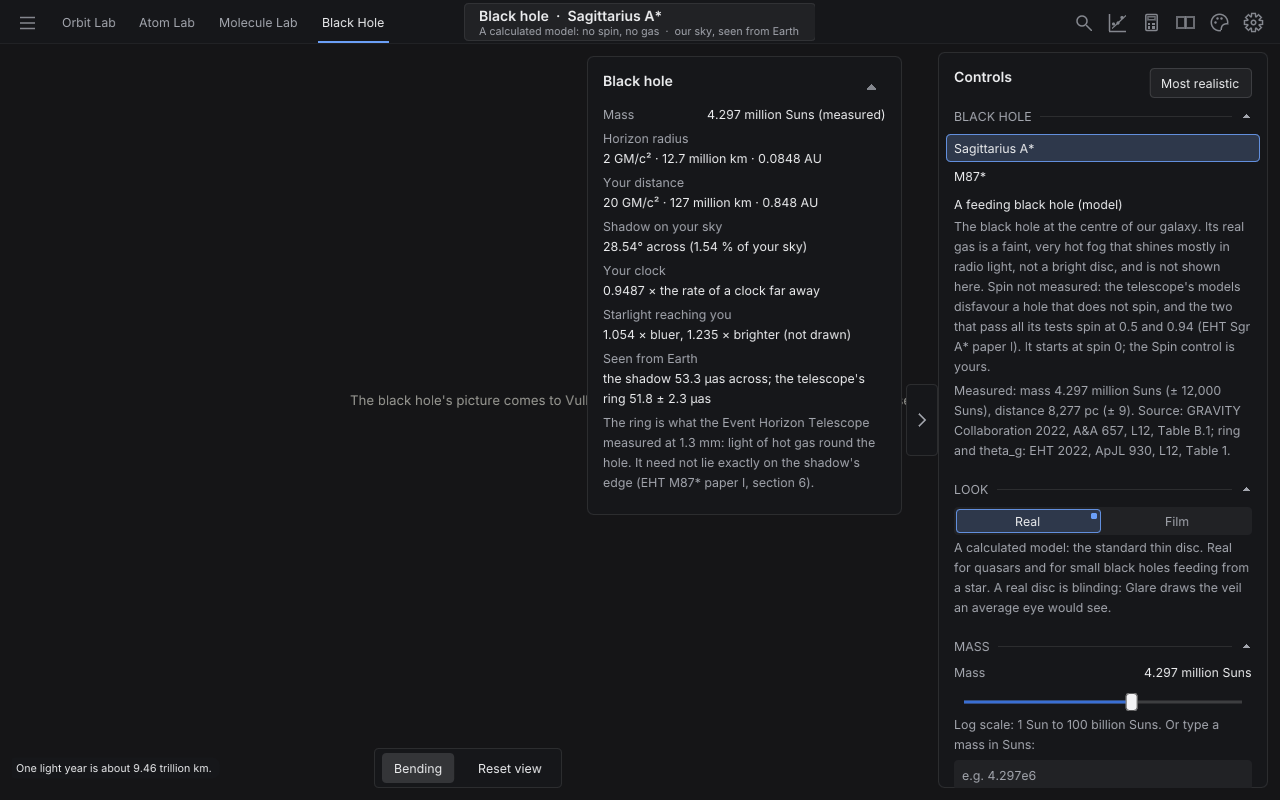 Orbit Lab
Atom Lab
Molecule Lab
Black Hole
Black hole · Sagittarius A*
A calculated model: no spin, no gas · our sky, seen from Earth
The black hole's picture comes to
Black hole
Mass 4.297 million Suns (measured)
Horizon radius
2 GM/c² · 12.7 million km · 0.0848 AU
Your distance
20 GM/c² · 127 million km · 0.848 AU
Shadow on your sky
28.54° across (1.54 % of your sky)
Your clock
0.9487 × the rate of a clock far away
Starlight reaching you
1.054 × bluer, 1.235 × brighter (not drawn)
Seen from Earth
the shadow 53.3 µas across; the telescope's
ring 51.8 ± 2.3 µas
The ring is what the Event Horizon Telescope
measured at 1.3 mm: light of hot gas round the
hole. It need not lie exactly on the shadow's
edge (EHT M87* paper I, section 6).
Controls
Most realistic
BLACK HOLE
Sagittarius A*
M87*
A feeding black hole (model)
The black hole at the centre of our galaxy. Its real
gas is a faint, very hot fog that shines mostly in
radio light, not a bright disc, and is not shown
here. Spin not measured: the telescope's models
disfavour a hole that does not spin, and the two
that pass all its tests spin at 0.5 and 0.94 (EHT Sgr
A* paper I). It starts at spin 0; the Spin control is
yours.
Measured: mass 4.297 million Suns (± 12,000
Suns), distance 8,277 pc (± 9). Source: GRAVITY
Collaboration 2022, A&A 657, L12, Table B.1; ring
and theta_g: EHT 2022, ApJL 930, L12, Table 1.
LOOK
Real
Film
A calculated model: the standard thin disc. Real
for quasars and for small black holes feeding from
a star. A real disc is blinding: Glare draws the veil
an average eye would see.
MASS
Mass 4.297 million Suns
Log scale: 1 Sun to 100 billion Suns. Or type a
mass in Suns:
e.g. 4.297e6
One light year is about 9.46 trillion km.
Bending
Reset view